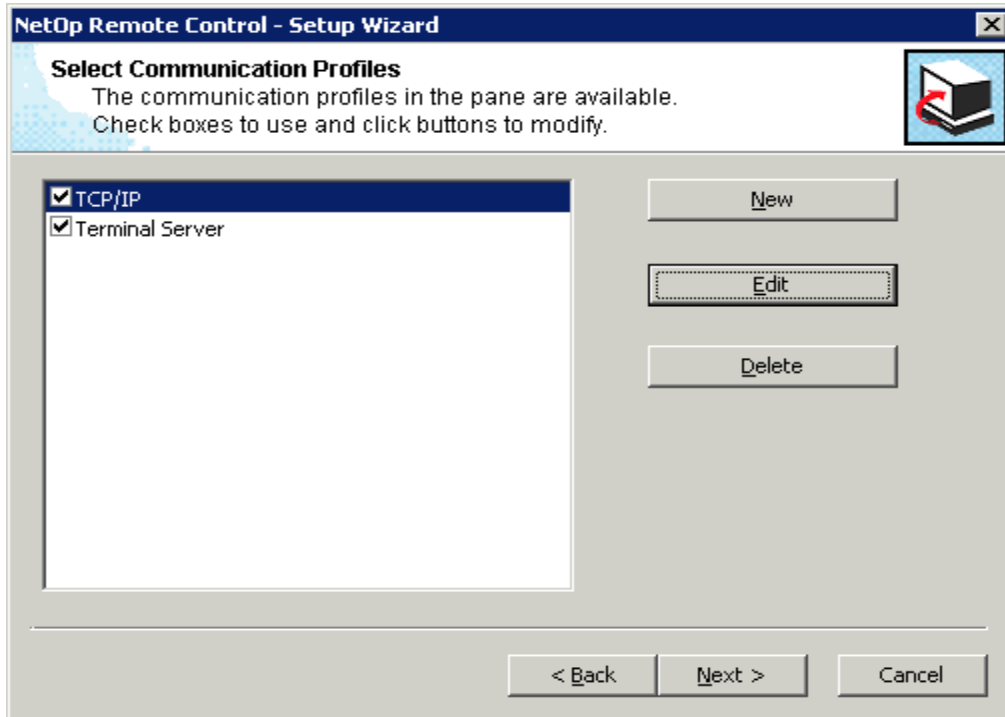 NetOp Remote Control - Setup Wizard
Select Communication Profiles
The communication profiles in the pane are available.
Check boxes to use and click buttons to modify.
TCP/IP
Terminal Server
New
Edit
Delete
< Back
Next >
Cancel